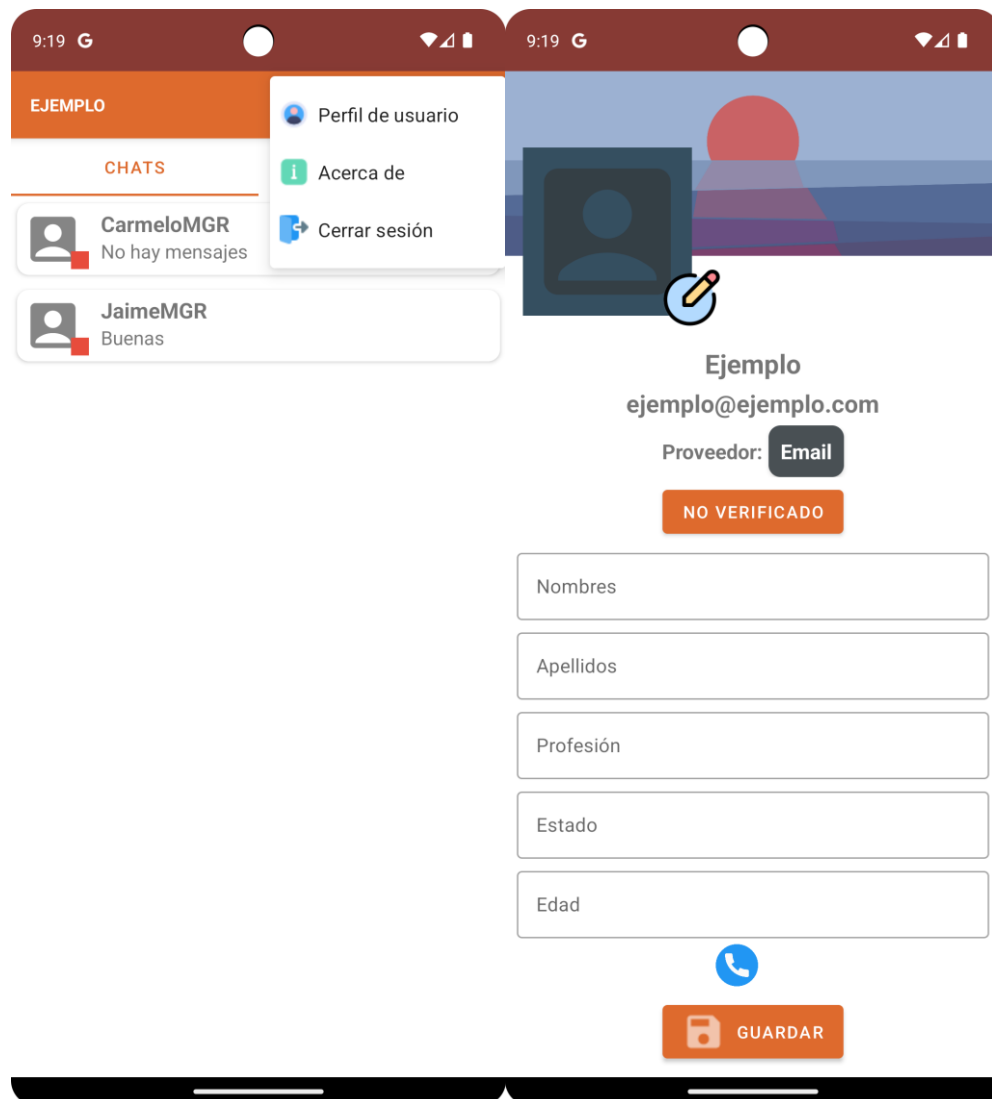 9:19 G
EJEMPLO
CHATS
Perfil de usuario
Acerca de
Cerrar sesión
CarmeloMGR
No hay mensajes
JaimeMGR
Buenas
9:19 G
Ejemplo
ejemplo@ejemplo.com
Proveedor: Email
NO VERIFICADO
Nombres
Apellidos
Profesión
Estado
Edad
GUARDAR